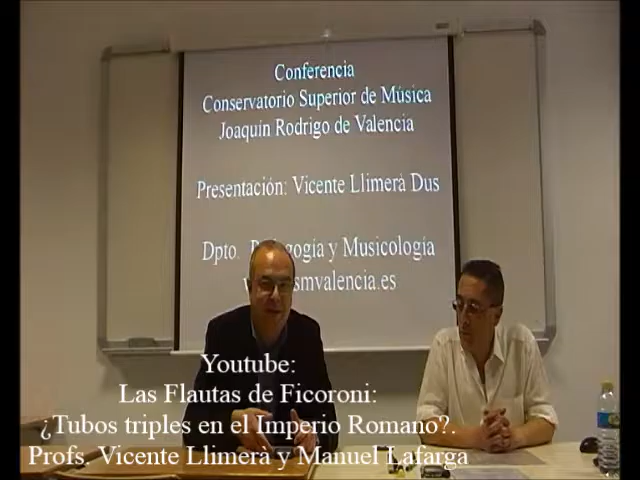 Conferencia
Conservatorio Superior de Música
Joaquín Rodrigo de Valencia
Presentación: Vicente Llimerà Dus
Dpto. gogía y Musicología
smvalencia.es
Youtube:
Las Flautas de Ficoroni:
¿Tubos triples en el Imperio Romano?.
Profs Vicente Llimerà y Manuel Lafarga